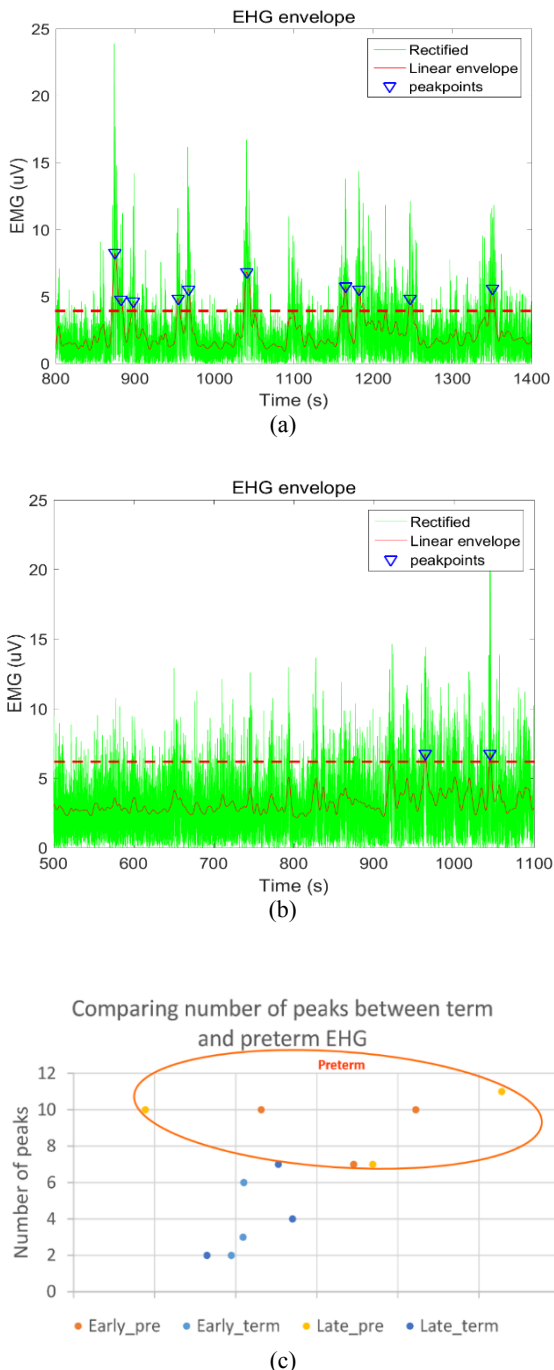 EHG envelope
25
20
15
10
5
0
EMG (uV)
Rectified
Linear envelope
peakpoints
800 900 1000 1100 1200 1300 1400
Time (s)
(a)
EHG envelope
25
20
15
10
5
0
EMG (uV)
Rectified
Linear envelope
peakpoints
500 600 700 800 900 1000 1100
Time (s)
(b)
Comparing number of peaks between term
and preterm EHG
Preterm
12
10
8
6
4
2
0
Number of peaks
Early_pre Early_term Late_pre Late_term
(c)